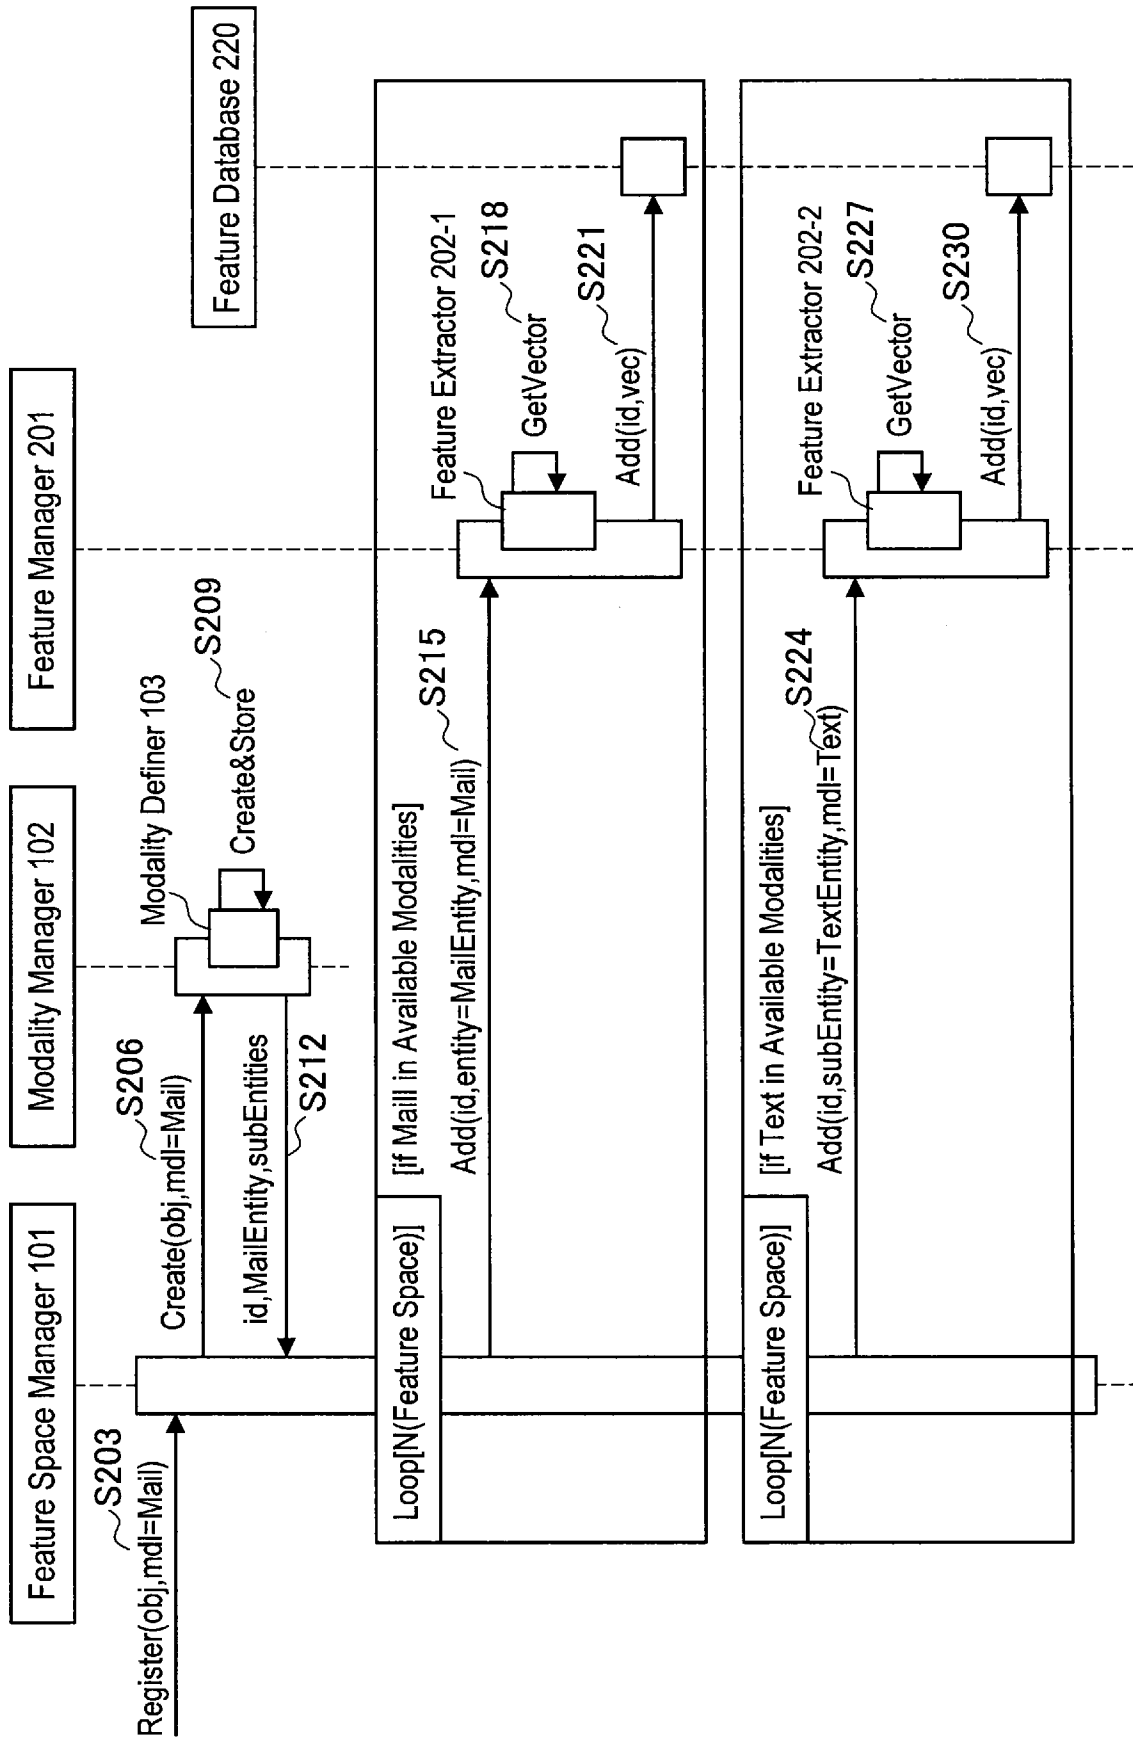 Feature Space Manager 101
Modality Manager 102
Feature Manager 201
Feature Database 220
S203
Register(obj,mdl=Mail)
S206
Create(obj,mdl=Mail)
Modality Definer 103
S209
Create&Store
id,MailEntity,subEntities
S212
Loop[N(Feature Space)]
[if Maill in Available Modalities]
S215
Add(id,entity=MailEntity,mdl=Mail)
Feature Extractor 202-1
S218
GetVector
S221
Add(id,vec)
Loop[N(Feature Space)]
[if Text in Available Modalities]
S224
Add(id,subEntity=TextEntity,mdl=Text)
Feature Extractor 202-2
S227
GetVector
S230
Add(id,vec)